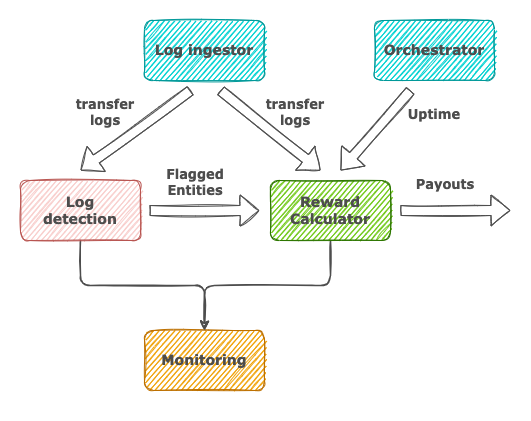 Log ingestor
Orchestrator
transfer
logs
transfer
logs
Uptime
Flagged
Entities
Payouts
Log
detection
Reward
Calculator
Monitoring